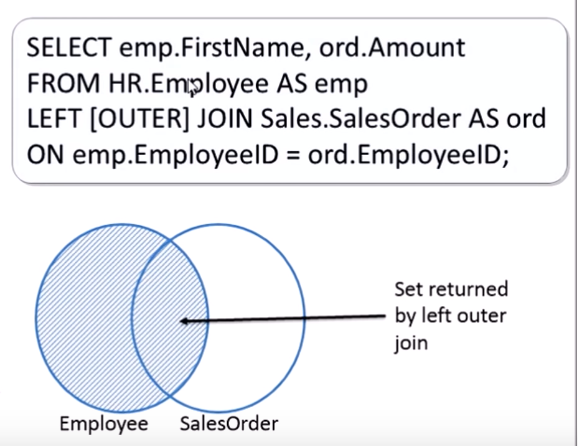 SELECT emp.FirstName, ord.Amount
FROM HR.Employee AS emp
LEFT [OUTER] JOIN Sales.SalesOrder AS ord
ON emp.EmployeeID = ord.EmployeeID;
Set returned
by left outer
join
Employee
SalesOrder